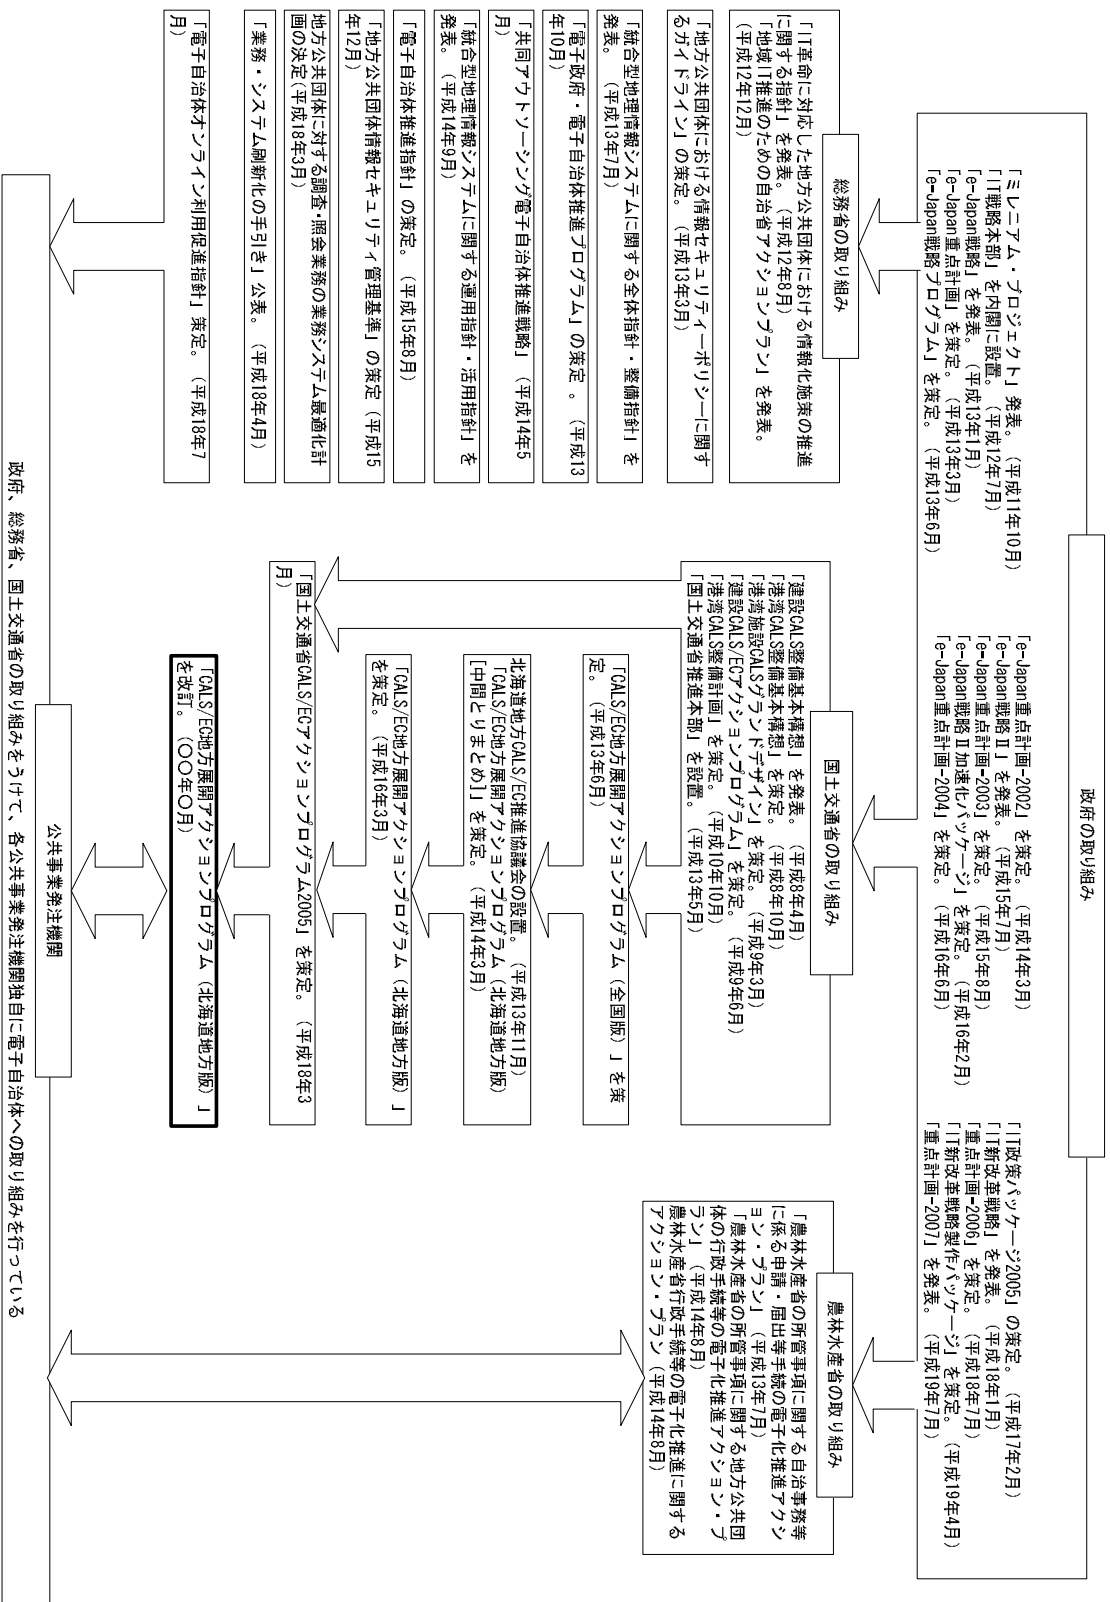 政府の取り組み
「ミレニアム・プロジェクト」発表。（平成11年10月）
「IT戦略本部」を内閣に設置。（平成12年7月）
「e-Japan戦略」を発表。（平成13年1月）
「e-Japan重点計画」を策定。（平成13年3月）
「e-Japan戦略プログラム」を策定。（平成13年6月）
「e-Japan重点計画-2002」を策定。（平成14年3月）
「e-Japan戦略Ⅱ」を発表。（平成15年7月）
「e-Japan重点計画-2003」を策定。（平成15年8月）
「e-Japan戦略Ⅱ加速化パッケージ」を策定。（平成16年2月）
「e-Japan重点計画-2004」を策定。（平成16年6月）
「IT政策パッケージ2005」の策定。（平成17年2月）
「IT新改革戦略」を発表。（平成18年1月）
「重点計画-2006」を策定。（平成18年7月）
「IT新改革戦略製作パッケージ」を策定。（平成19年4月）
「重点計画-2007」を発表。（平成19年7月）
総務省の取り組み
「IT革命に対応した地方公共団体における情報化施策の推進
に関する指針」を発表。（平成12年8月）
「地域IT推進のための自治省アクションプラン」を発表。
（平成12年12月）
「地方公共団体における情報セキュリティーポリシーに関す
るガイドライン」の策定。（平成13年3月）
「統合型地理情報システムに関する全体指針・整備指針」を
発表。（平成13年7月）
「電子政府・電子自治体推進プログラム」の策定 。（平成13
年10月）
「共同アウトソーシング電子自治体推進戦略」（平成14年5
月）
「統合型地理情報システムに関する運用指針・活用指針」を
発表。（平成14年9月）
「電子自治体推進指針」の策定。（平成15年8月）
「地方公共団体情報セキュリティ管理基準」の策定（平成15
年12月）
地方公共団体に対する調査・照会業務の業務システム最適化計
画の決定（平成18年3月）
「業務・システム刷新化の手引き」公表。（平成18年4月）
「電子自治体オンライン利用促進指針」策定。（平成18年7
月）
国土交通省の取り組み
「建設CALS整備基本構想」を発表。（平成8年4月）
「港湾CALS整備基本構想」を策定。（平成8年10月）
「港湾施設CALSグランドデザイン」を策定。（平成9年3月）
「建設CALS/ECアクションプログラム」を策定。（平成9年6月）
「港湾CALS整備計画」を策定。（平成10年10月）
「国土交通省推進本部」を設置。（平成13年5月）
「CALS/EC地方展開アクションプログラム（全国版）」を策
定。（平成13年6月）
北海道地方CALS/EC推進協議会の設置。（平成13年11月）
「CALS/EC地方展開アクションプログラム（北海道地方版）
[中間とりまとめ]」を策定。（平成14年3月）
「CALS/EC地方展開アクションプログラム（北海道地方版）」
を策定。（平成16年3月）
「国土交通省CALS/ECアクションプログラム2005」を策定。（平成18年3
月）
「CALS/EC地方展開アクションプログラム（北海道地方版）」
を改訂。（○○年○月）
農林水産省の取り組み
「農林水産省の所管事項に関する自治事務等
に係る申請・届出等手続の電子化推進アクシ
ョン・プラン」（平成13年7月）
「農林水産省の所管事項に関する地方公共団
体の行政手続等の電子化推進アクション・プ
ラン」（平成14年8月）
農林水産省行政手続等の電子化推進に関する
アクション・プラン（平成14年8月）
公共事業発注機関
政府、総務省、国土交通省の取り組みをうけて、各公共事業発注機関独自に電子自治体への取り組みを行っている